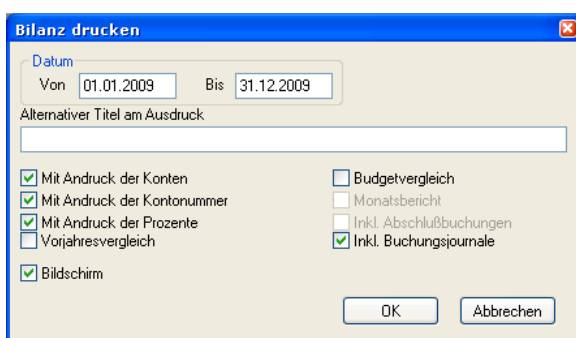 Bilanz drucken
Datum
Von 01.01.2009 Bis 31.12.2009
Alternativer Titel am Ausdruck
Mit Andruck der Konten Budgetvergleich
Mit Andruck der Kontonummer Monatsbericht
Mit Andruck der Prozente Inkl. Abschlußbuchungen
Vorjahresvergleich Inkl. Buchungsjournale
Bildschirm
OK Abbrechen